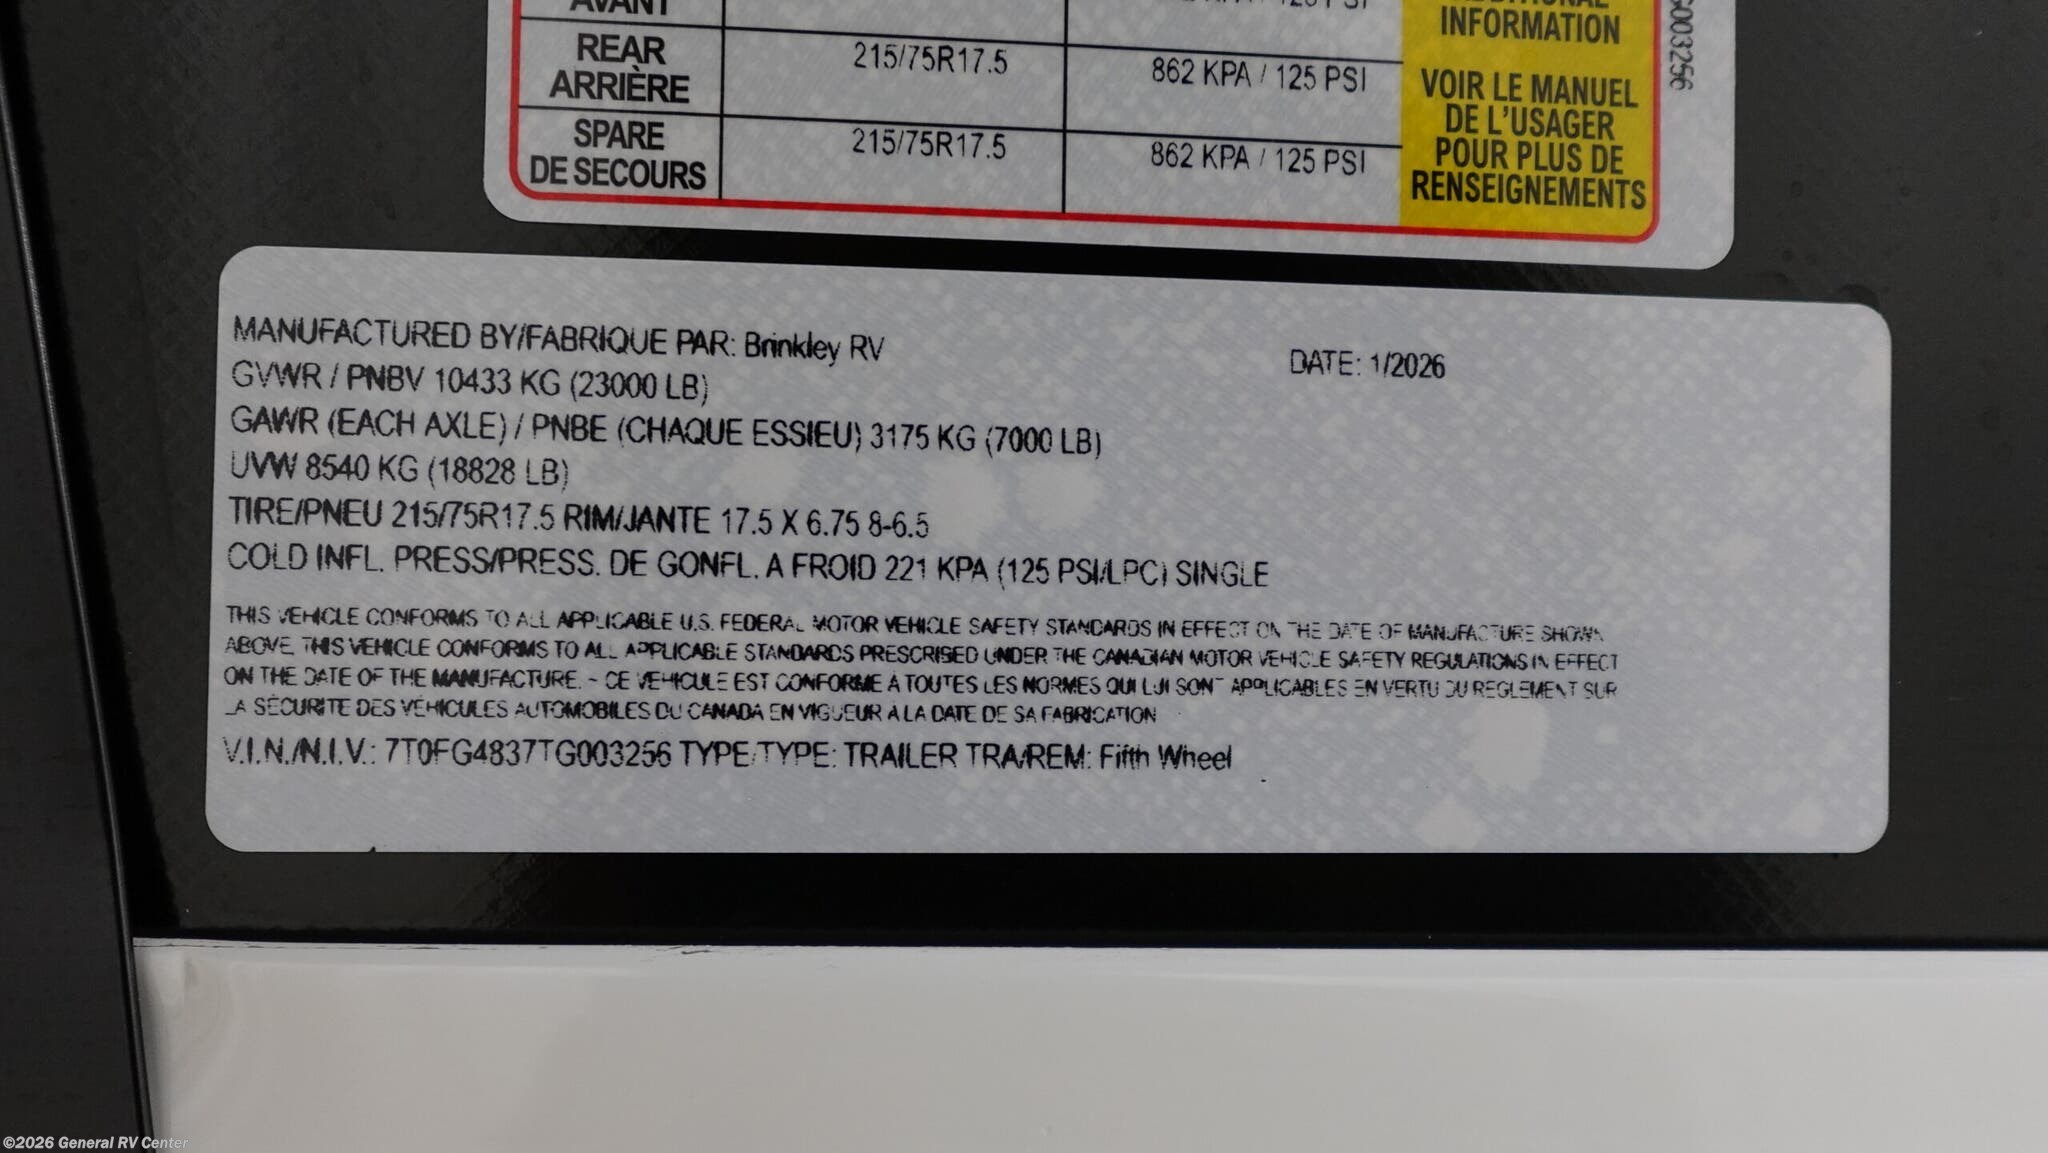 AVANT
ADDITIONAL
INFORMATION
REAR
ARRIÈRE
215/75R17.5
862 KPA / 125 PSI
SPARE
DE SECOURS
215/75R17.5
862 KPA / 125 PSI
VOIR LE MANUEL
DE L'USAGER
POUR PLUS DE
RENSEIGNEMENTS
G003256
MANUFACTURED BY/FABRIQUE PAR: Brinkley RV
DATE: 1/2026
GVWR / PNBV 10433 KG (23000 LB)
GAWR (EACH AXLE) / PNBE (CHAQUE ESSIEU) 3175 KG (7000 LB)
UVW 8540 KG (18828 LB)
TIRE/PNEU 215/75R17.5 RIM/JANTE 17.5 X 6.75 8-6.5
COLD INFL. PRESS/PRESS. DE GONFL. A FROID 221 KPA (125 PSI/LPC) SINGLE
THIS VEHICLE CONFORMS TO ALL APPLICABLE U.S. FEDERAL MOTOR VEHICLE SAFETY STANDARDS IN EFFECT ON THE DATE OF MANUFACTURE SHOWN
ABOVE. THIS VEHICLE CONFORMS TO ALL APPLICABLE STANDARDS PRESCRISED UNDER THE CANADIAN MOTOR VEHICLE SAFETY REGULATIONS IN EFFECT
ON THE DATE OF THE MANUFACTURE. - CE VEHICULE EST CONFORME À TOUTES LES NORMES QUI LUI SONT APPLICABLES EN VERTU DU REGLEMENT SUR
LA SÉCURITE DES VÉHICULES AUTOMOBILES DU CANADA EN VIGUEUR À LA DATE DE SA FABRICATION
V.I.N./N.I.V.: 7T0FG4837TG003256 TYPE/TYPE: TRAILER TRA/REM: Fifth Wheel
©2026 General RV Center